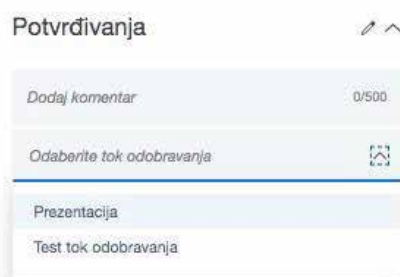 Potvrđivanja
Dodaj komentar 0/500
Odaberite tok odobravanja
Prezentacija
Test tok odobravanja